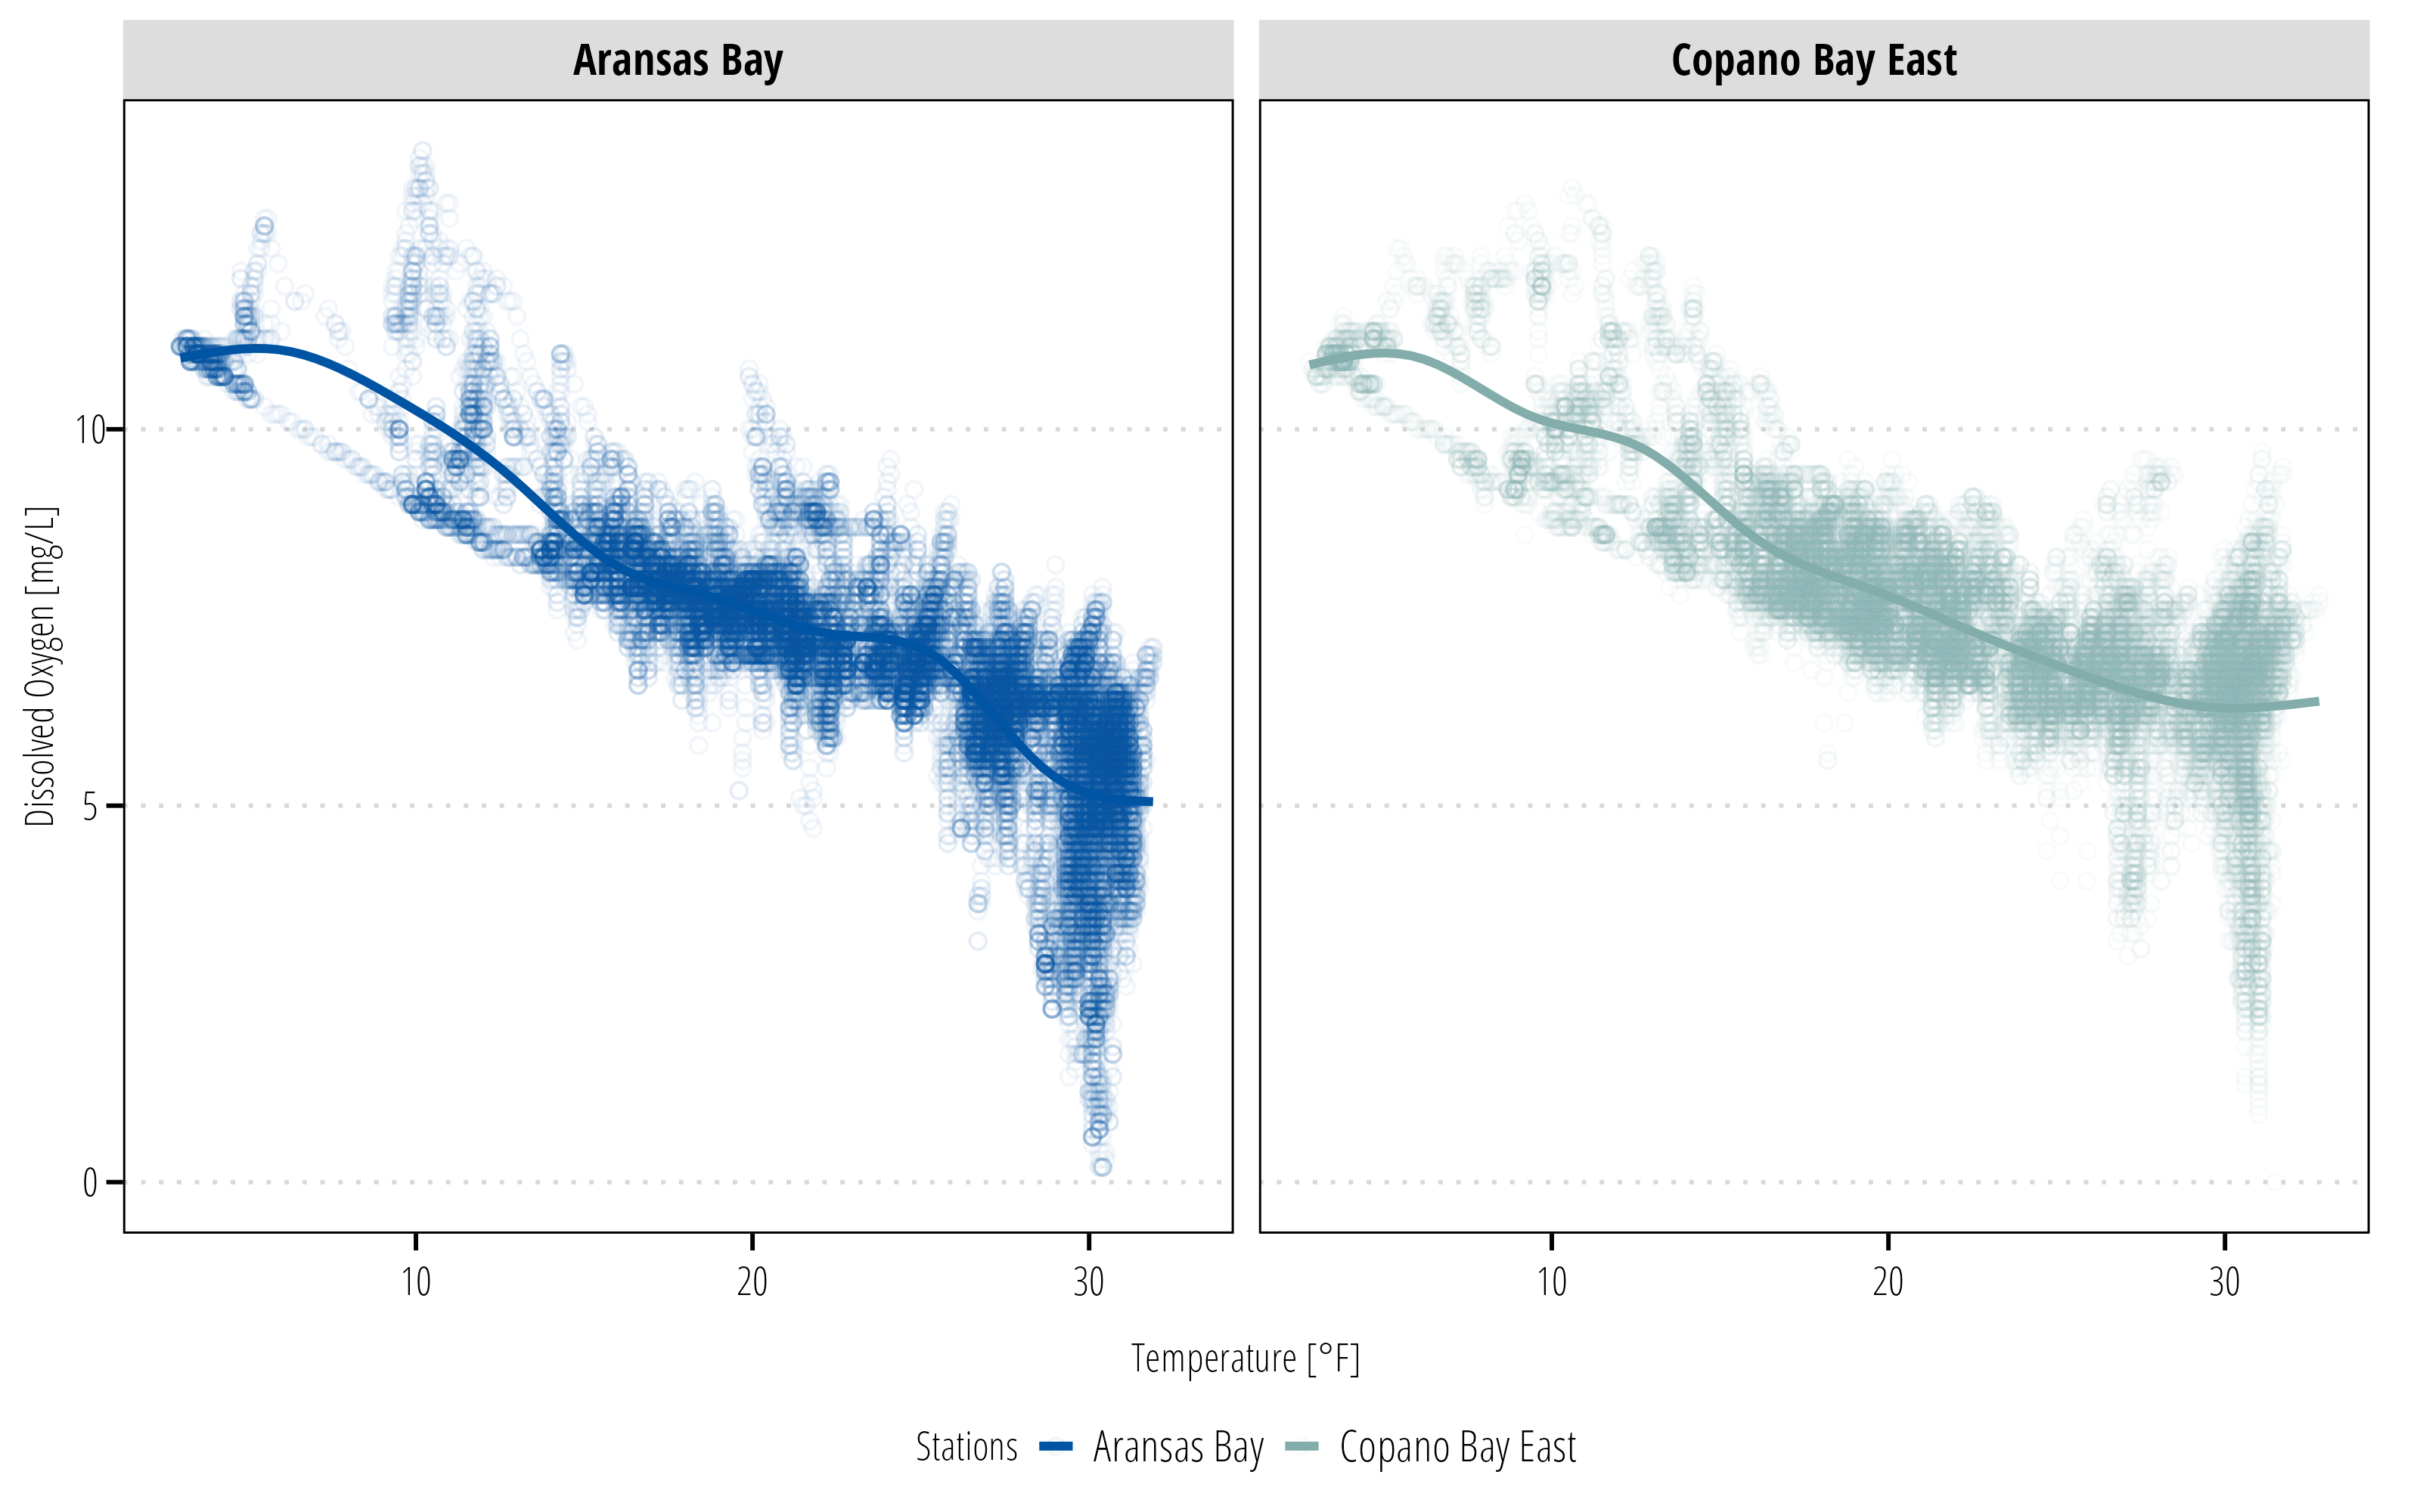 Aransas Bay
Copano Bay East
Dissolved Oxygen [mg/L]
10
5
0
10 20 30
10 20 30
Temperature [°F]
Stations Aransas Bay Copano Bay East